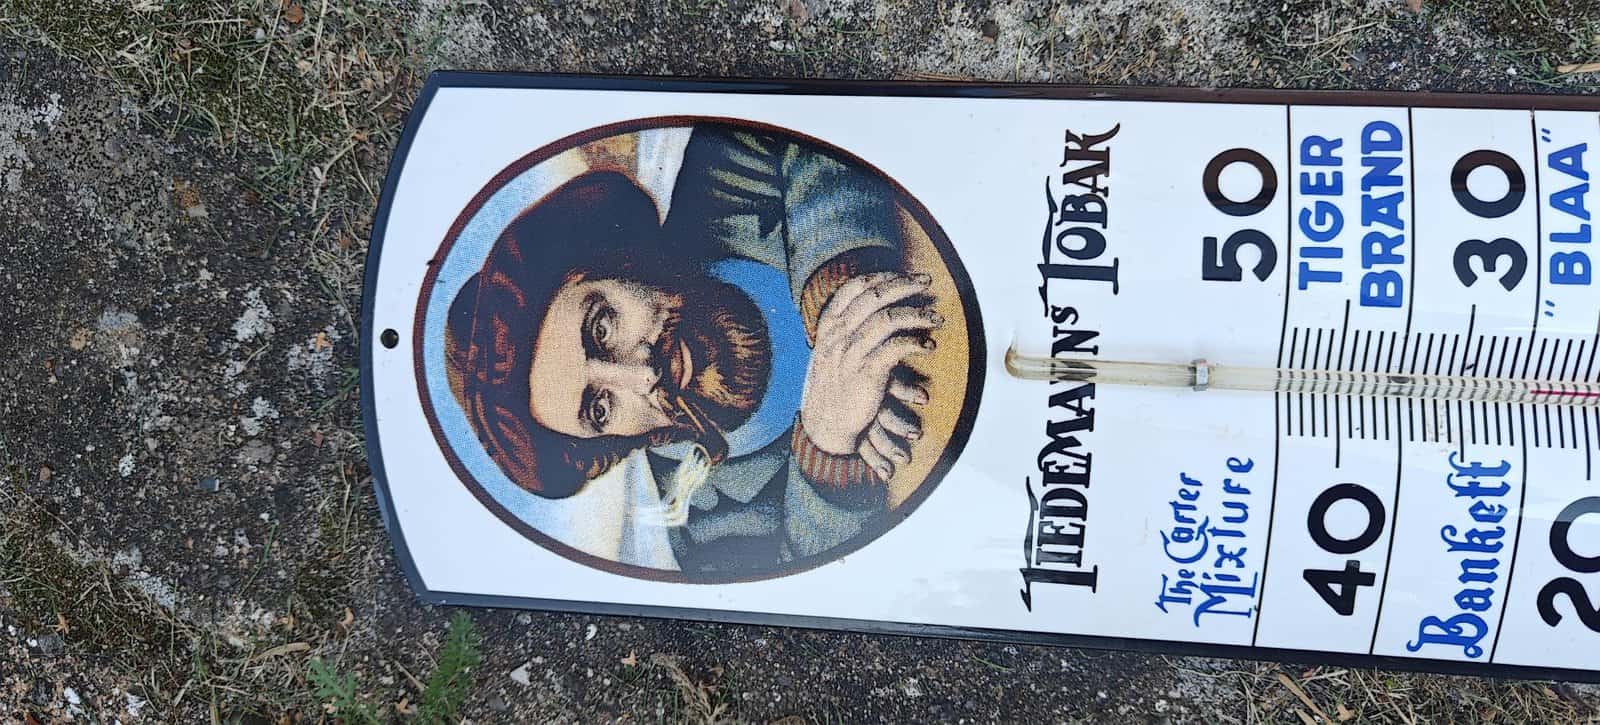 TIEDEMANNS TOBAK
The Carter
Mixture
50
TIGER
BRAND
40
30
Bankett
"BLAA"
20